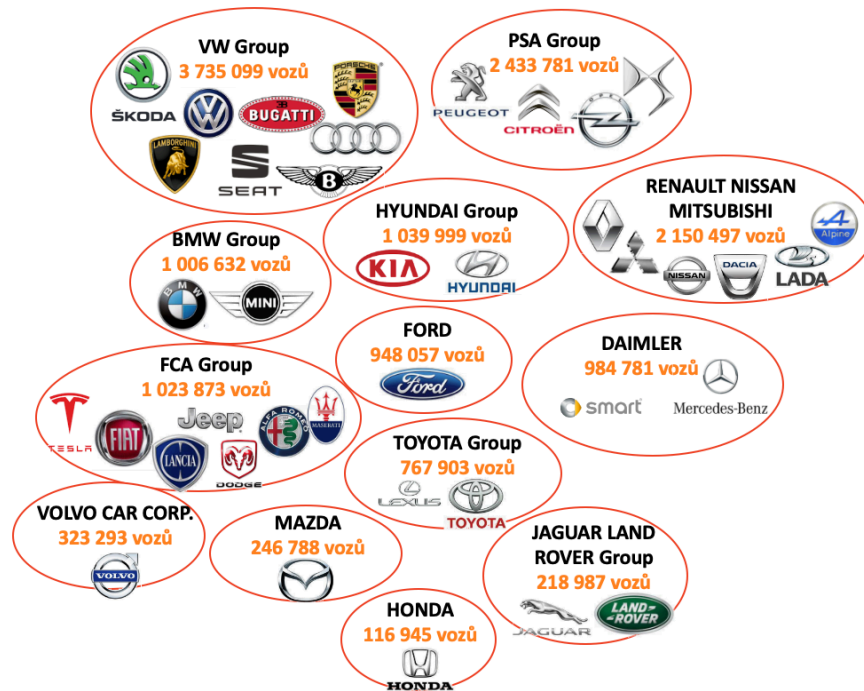 VW Group
3 735 099 vozů
ŠKODA
BUGATTI
PORSCHE
LAMBORGHINI
SEAT
B
PSA Group
2 433 781 vozů
PEUGEOT
CITROËN
HYUNDAI Group
1 039 999 vozů
KIA
HYUNDAI
RENAULT NISSAN
MITSUBISHI
2 150 497 vozů
Alpine
NISSAN
DACIA
LADA
BMW Group
1 006 632 vozů
BMW
MINI
FORD
948 057 vozů
Ford
DAIMLER
984 781 vozů
smart
Mercedes-Benz
FCA Group
1 023 873 vozů
TESLA
FIAT
Jeep
ALFA ROMEO
MASERATI
LANCIA
DODGE
TOYOTA Group
767 903 vozů
LEXUS
TOYOTA
VOLVO CAR CORP.
323 293 vozů
VOLVO
MAZDA
246 788 vozů
JAGUAR LAND
ROVER Group
218 987 vozů
JAGUAR
LAND-
-ROVER
HONDA
116 945 vozů
HONDA